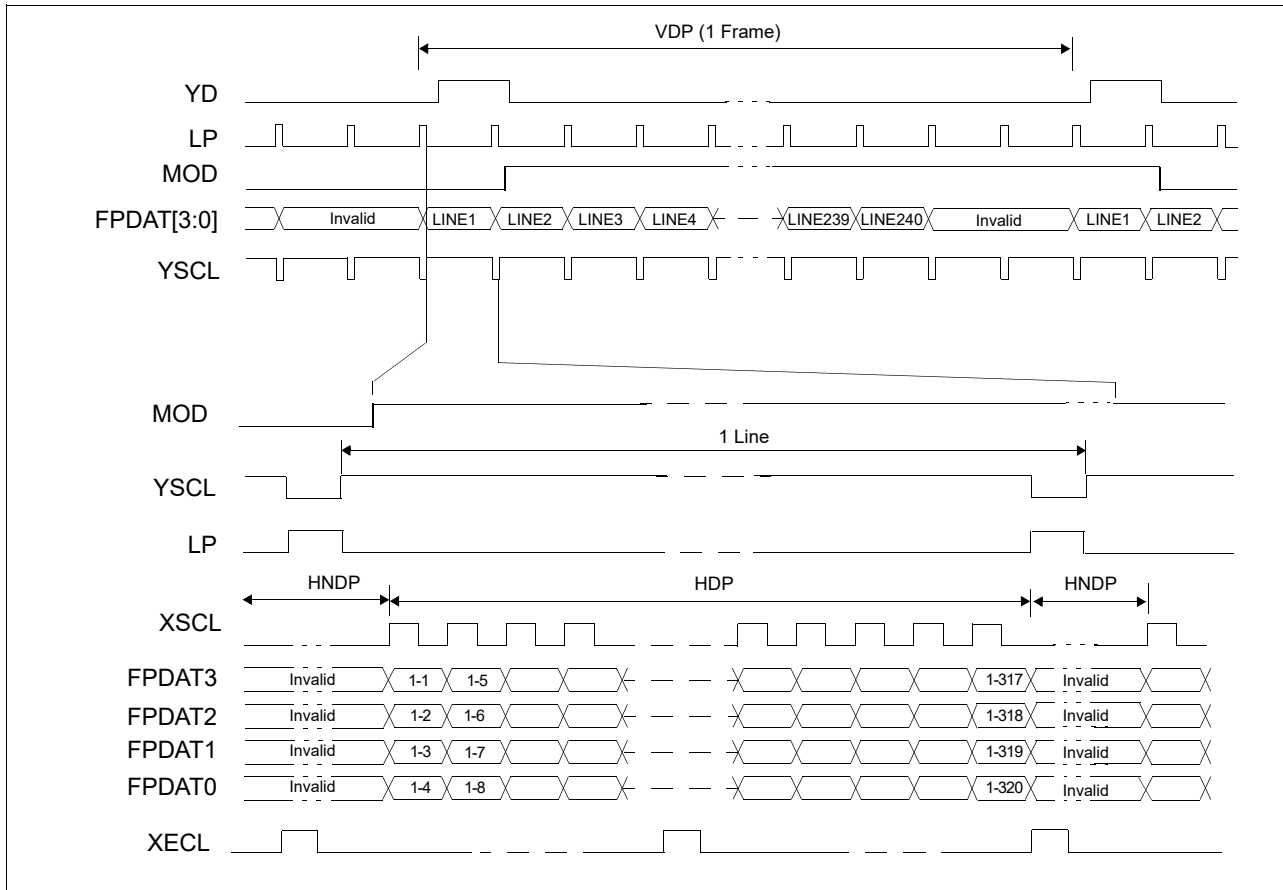 VDP (1 Frame)
YD
LP
MOD
FPDAT[3:0] Invalid LINE1 LINE2 LINE3 LINE4 LINE239 LINE240 Invalid LINE1 LINE2
YSCL
MOD
1 Line
YSCL
LP
HNDP HDP HNDP
XSCL
FPDAT3 Invalid 1-1 1-5 1-317 Invalid
FPDAT2 Invalid 1-2 1-6 1-318 Invalid
FPDAT1 Invalid 1-3 1-7 1-319 Invalid
FPDAT0 Invalid 1-4 1-8 1-320 Invalid
XECL